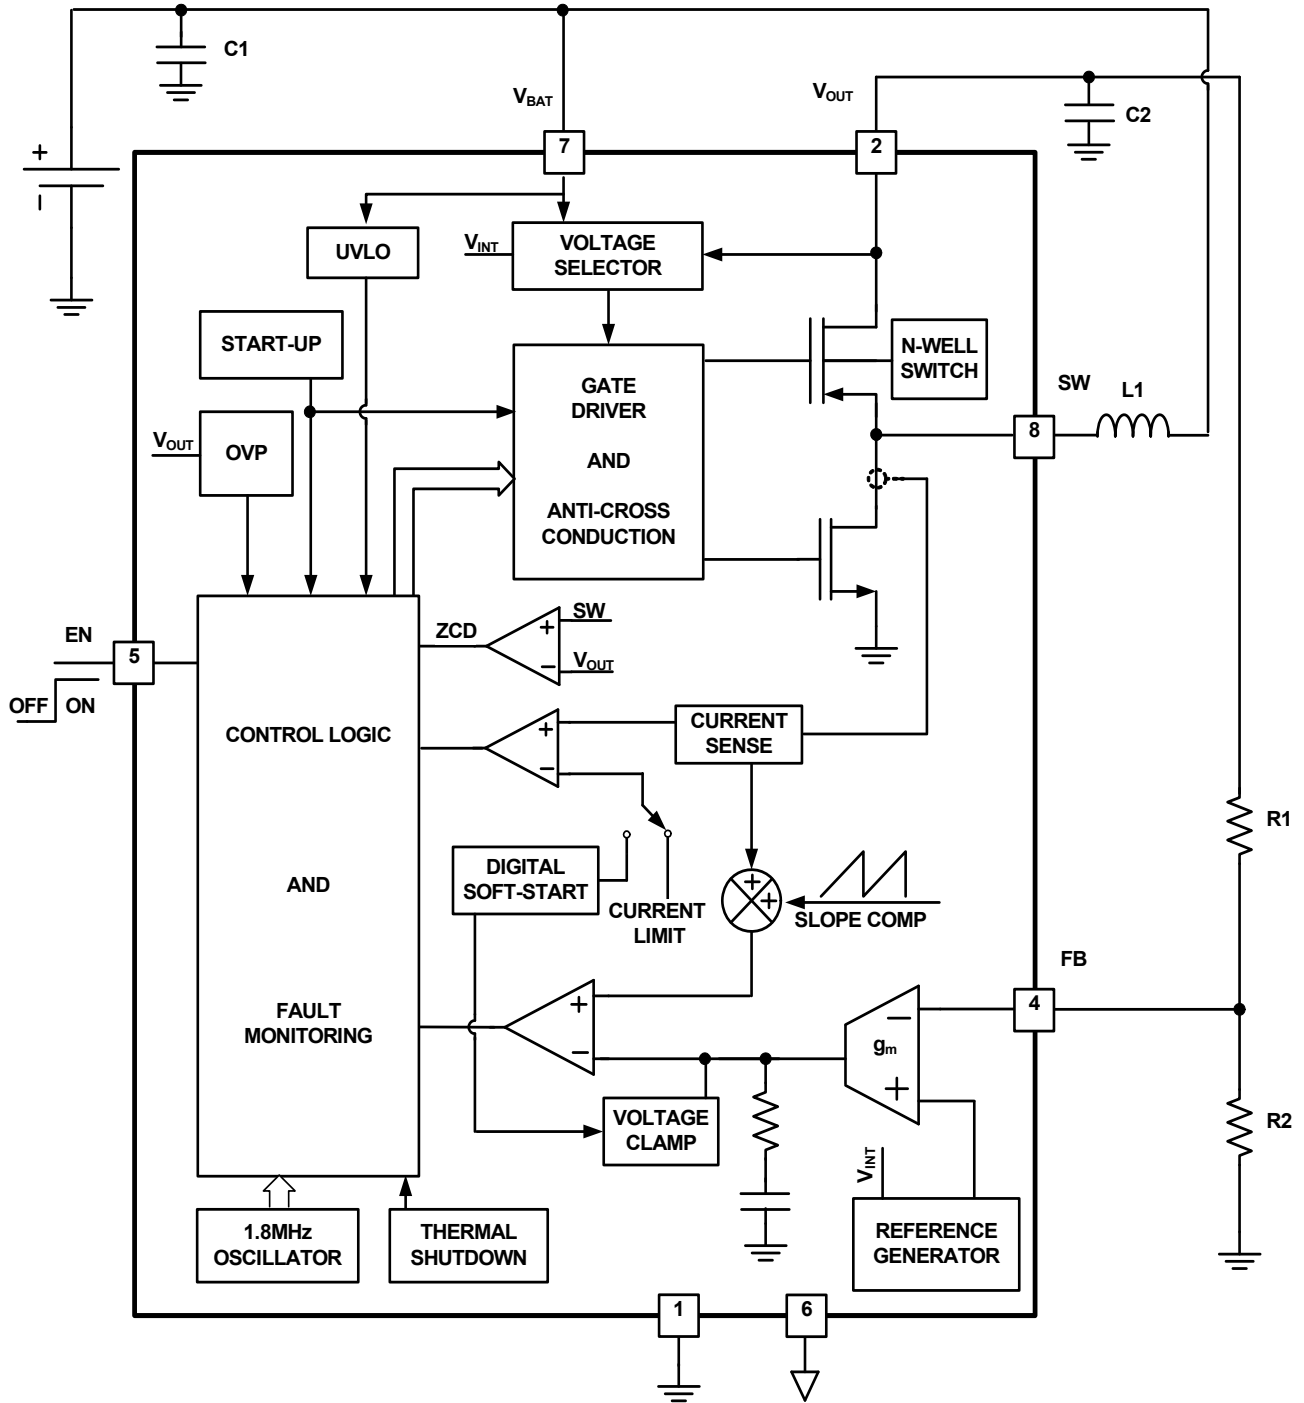 C1
VBAT
VOUT
C2
+
–
7
2
UVLO
VINT
VOLTAGE
SELECTOR
START-UP
N-WELL
SWITCH
GATE
DRIVER
AND
ANTI-CROSS
CONDUCTION
SW
L1
8
VOUT
OVP
EN
5
OFF
ON
ZCD
+
–
SW
VOUT
CONTROL LOGIC
AND
FAULT
MONITORING
+
–
CURRENT
SENSE
R1
DIGITAL
SOFT-START
CURRENT
LIMIT
+
+
SLOPE COMP
FB
4
+
–
–
gm
+
VOLTAGE
CLAMP
R2
VINT
1.8MHz
OSCILLATOR
THERMAL
SHUTDOWN
REFERENCE
GENERATOR
1
6